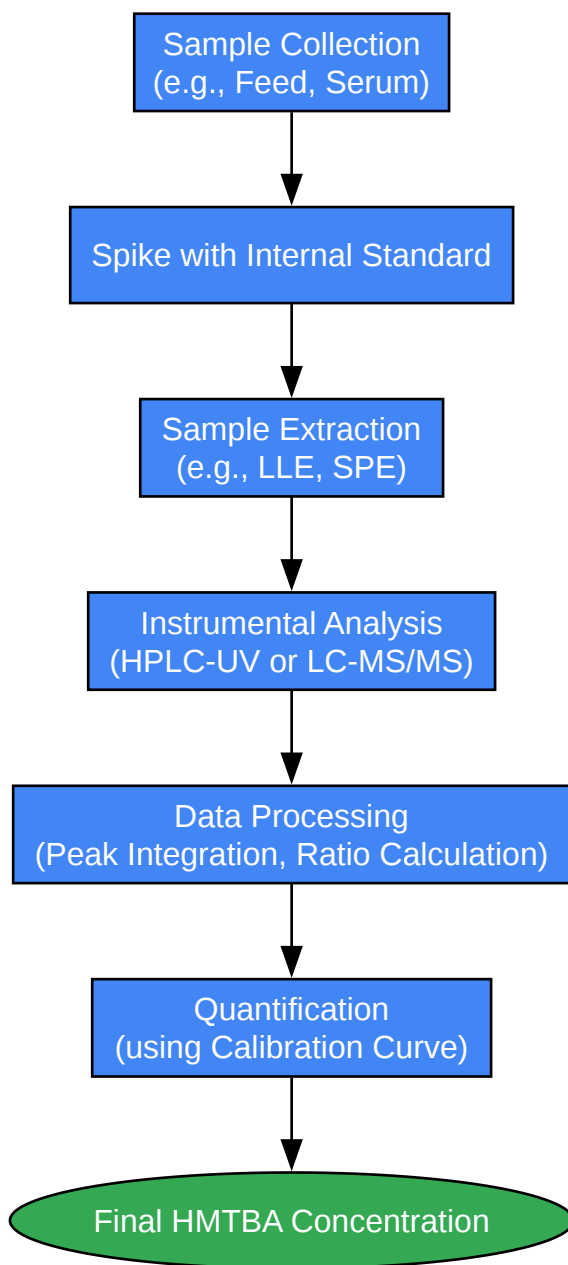 Sample Collection
(e.g., Feed, Serum)
Spike with Internal Standard
Sample Extraction
(e.g., LLE, SPE)
Instrumental Analysis
(HPLC-UV or LC-MS/MS)
Data Processing
(Peak Integration, Ratio Calculation)
Quantification
(using Calibration Curve)
Final HMTBA Concentration